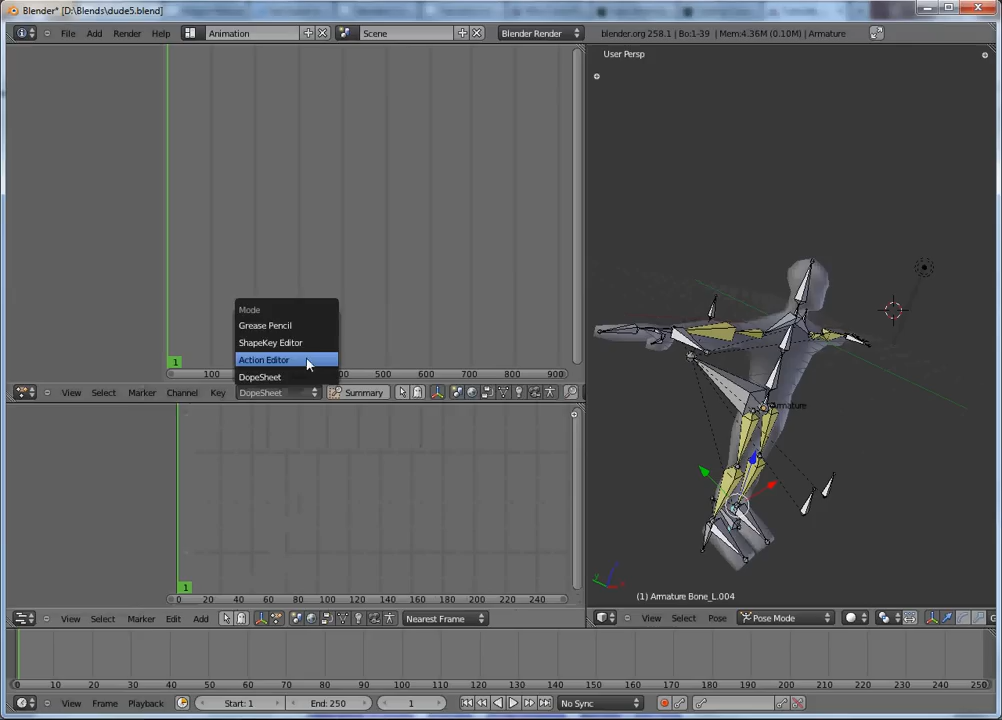 Blender* [D:\Blends\dude5.blend]
File Add Render Help Animation Scene Blender Render blender.org 258.1 | Bo:1-39 | Mem:4.36M (0.10M) | Armature
User Persp
Mode
Grease Pencil
ShapeKey Editor
Action Editor
DopeSheet
1
100 400 500 600 700 800 900
View Select Marker Channel Key DopeSheet Summary
Armature
1
0 20 40 60 80 100 120 140 160 180 200 220 240
(1) Armature Bone_L.004
View Select Marker Edit Add Nearest Frame
View Select Pose Pose Mode
0 10 20 30 40 50 60 70 80 90 100 110 120 130 140 150 160 170 180 190 200 210 220 230 240 250
View Frame Playback Start: 1 End: 250 1 No Sync